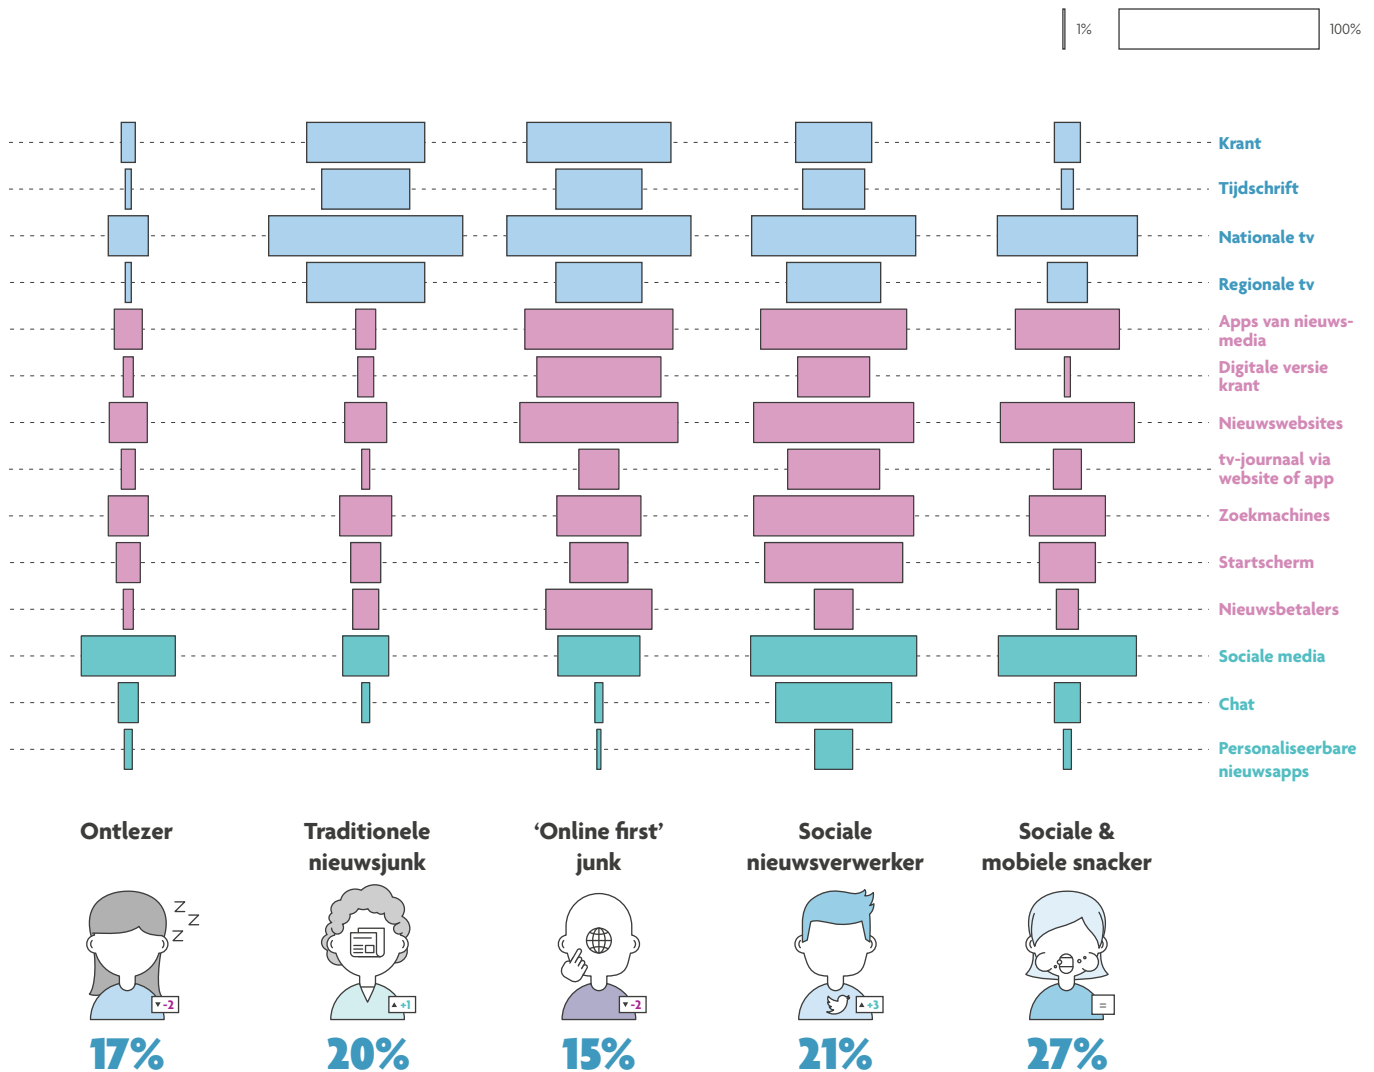 1%
100%
Krant
Tijdschrift
Nationale tv
Regionale tv
Apps van nieuws-
media
Digitale versie
krant
Nieuwswebsites
tv-journaal via
website of app
Zoekmachines
Startscherm
Nieuwsbetalers
Sociale media
Chat
Personaliseerbare
nieuwsapps
Ontlezer
Traditionele
nieuwsjunk
‘Online first’
junk
Sociale
nieuwsverwerker
Sociale &
mobiele snacker
Z
Z
Z
▼-2
▲+1
▼-2
▲+3
=
17%
20%
15%
21%
27%